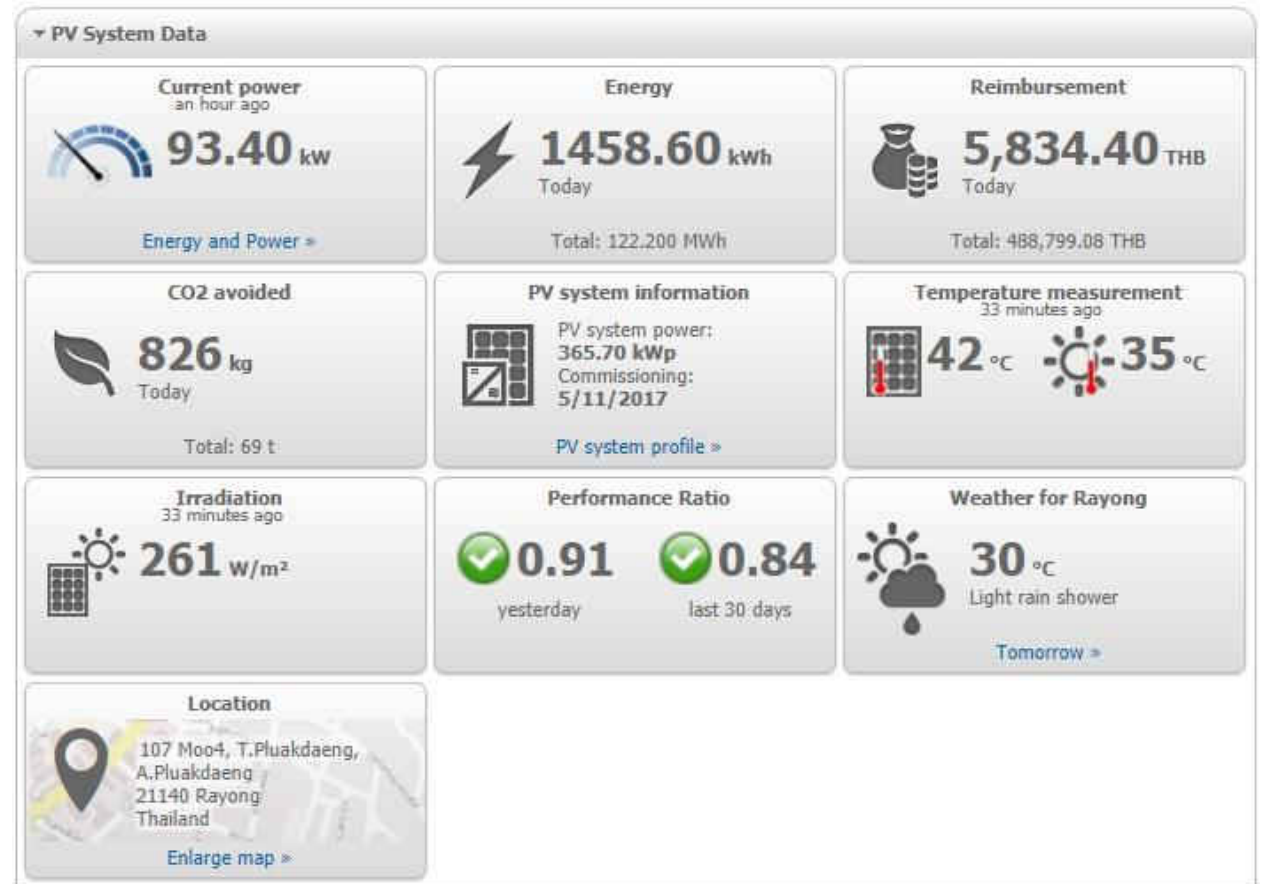 PV System Data
Current power
an hour ago
93.40 kW
Energy and Power »
Energy
1458.60 kWh
Today
Total: 122.200 MWh
Reimbursement
5,834.40 THB
Today
Total: 488,799.08 THB
CO2 avoided
826 kg
Today
Total: 69 t
PV system information
PV system power:
365.70 kWp
Commissioning:
5/11/2017
PV system profile »
Temperature measurement
33 minutes ago
42 °C 35 °C
Irradiation
33 minutes ago
261 W/m²
Performance Ratio
0.91 0.84
yesterday last 30 days
Weather for Rayong
30 °C
Light rain shower
Tomorrow »
Location
107 Moo4, T.Pluakdaeng,
A.Pluakdaeng
21140 Rayong
Thailand
Enlarge map »